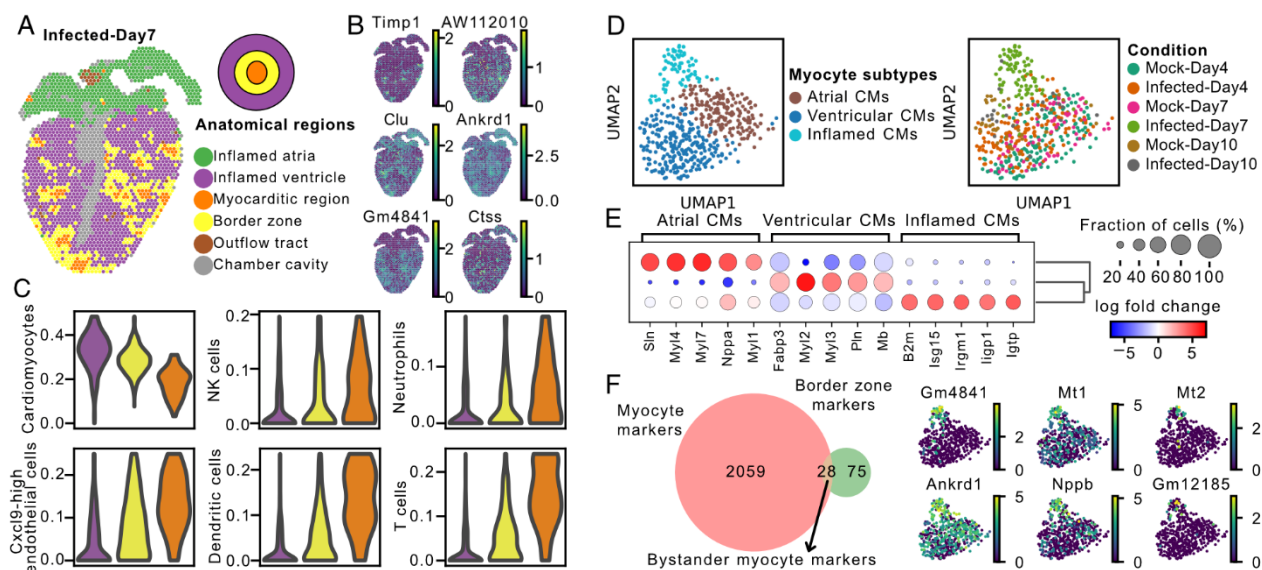 A
Infected-Day7
Anatomical regions
Inflamed atria
Inflamed ventricle
Myocarditic region
Border zone
Outflow tract
Chamber cavity
B
Timp1
AW112010
2
0
1
0
Clu
Ankrd1
2
0
2.5
0.0
Gm4841
Ctss
2
0
2
0
C
Cardiomyocytes
0.4
0.2
0.0
NK cells
0.2
0.1
0.0
Neutrophils
0.1
0.0
Cxcl9-high
endothelial cells
0.2
0.1
0.0
Dendritic cells
0.2
0.1
0.0
T cells
0.2
0.1
0.0
D
UMAP2
UMAP1
Myocyte subtypes
Atrial CMs
Ventricular CMs
Inflamed CMs
UMAP2
UMAP1
Condition
Mock-Day4
Infected-Day4
Mock-Day7
Infected-Day7
Mock-Day10
Infected-Day10
E
Atrial CMs
Ventricular CMs
Inflamed CMs
Sln
Myl4
Myl7
Nppa
Myl1
Fabp3
Myl2
Myl3
Pln
Mb
B2m
Isg15
Irgm1
Iigp1
Igtp
Fraction of cells (%)
20 40 60 80 100
log fold change
−5 0 5
F
Myocyte
markers
Border zone
markers
2059
28
75
Bystander myocyte markers
Gm4841
2
0
Mt1
5
0
Mt2
2
0
Ankrd1
5
0
Nppb
5
0
Gm12185
2
0